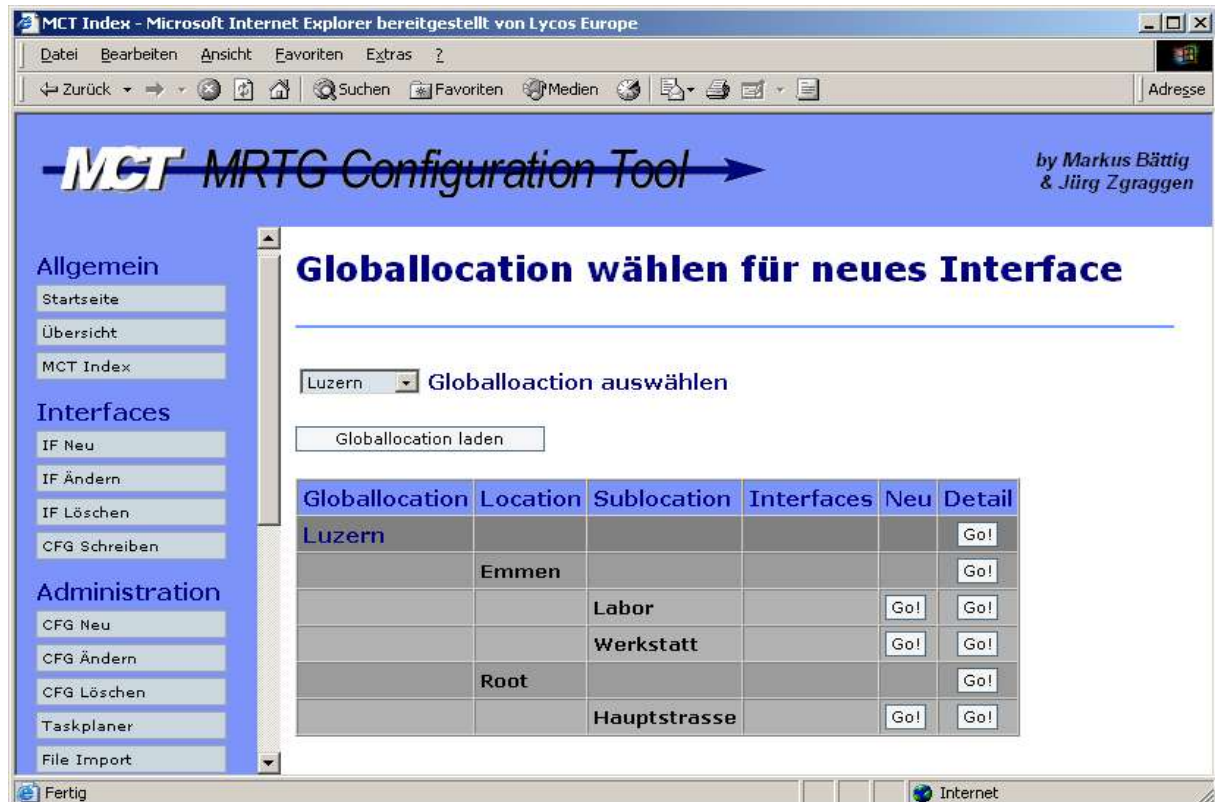 MCT Index - Microsoft Internet Explorer bereitgestellt von Lycos Europe
Datei Bearbeiten Ansicht Favoriten Extras ?
Zurück Suchen Favoriten Medien Adresse
MCT MRTG Configuration Tool
by Markus Bättig
& Jürg Zgraggen
Allgemein
Startseite
Übersicht
MCT Index
Interfaces
IF Neu
IF Ändern
IF Löschen
CFG Schreiben
Administration
CFG Neu
CFG Ändern
CFG Löschen
Taskplaner
File Import
Globallocation wählen für neues Interface
Luzern Globalloaction auswählen
Globallocation laden
Globallocation Location Sublocation Interfaces Neu Detail
Luzern Go!
Emmen Go!
Labor Go! Go!
Werkstatt Go! Go!
Root Go!
Hauptstrasse Go! Go!
Fertig Internet